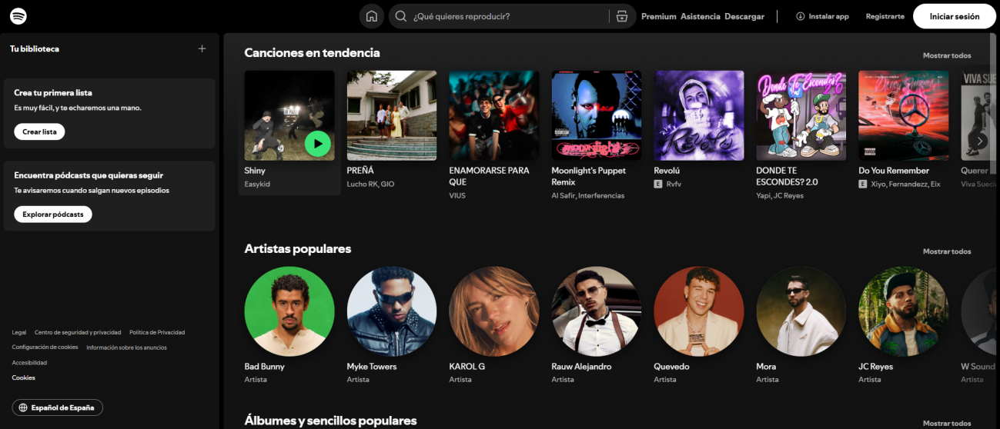 ¿Qué quieres reproducir?
Premium Asistencia Descargar
Instalar app
Registrarte
Iniciar sesión
Tu biblioteca
Crea tu primera lista
Es muy fácil, y te echaremos una mano.
Crear lista
Encuentra pódcasts que quieras seguir
Te avisaremos cuando salgan nuevos episodios
Explorar pódcasts
Legal Centro de seguridad y privacidad Política de Privacidad
Configuración de cookies Información sobre los anuncios
Accesibilidad
Cookies
Español de España
Canciones en tendencia
Mostrar todos
Donde Te Escondes? 2.0
VIVA SUE
moonlight's
Revolú
Shiny
Easykid
PREÑÁ
Lucho RK, GIO
ENAMORARSE PARA
QUE
VIUS
Moonlight's Puppet
Remix
Al Safir, Interferencias
Revolú
E Rvfv
DONDE TE
ESCONDES? 2.0
Yapi, JC Reyes
Do You Remember
E Xiyo, Fernandezz, Eix
Querer
Viva Sueci
Artistas populares
Mostrar todos
Bad Bunny
Artista
Myke Towers
Artista
KAROL G
Artista
Rauw Alejandro
Artista
Quevedo
Artista
Mora
Artista
JC Reyes
Artista
W Sound
Artista
Álbumes y sencillos populares
Mostrar todos